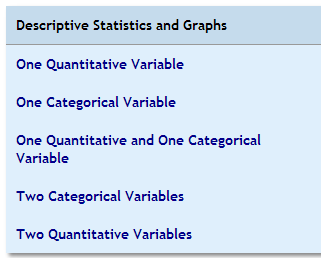 Descriptive Statistics and Graphs
One Quantitative Variable
One Categorical Variable
One Quantitative and One Categorical
Variable
Two Categorical Variables
Two Quantitative Variables